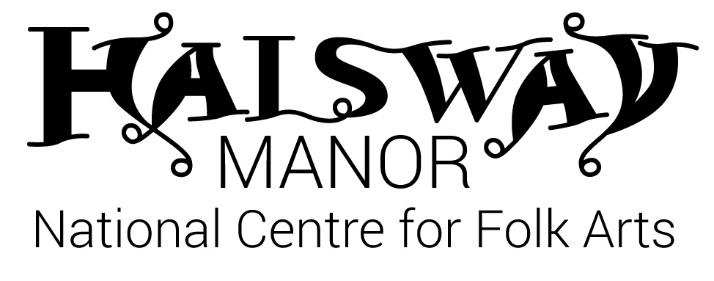 HALSWAY
MANOR
National Centre for Folk Arts